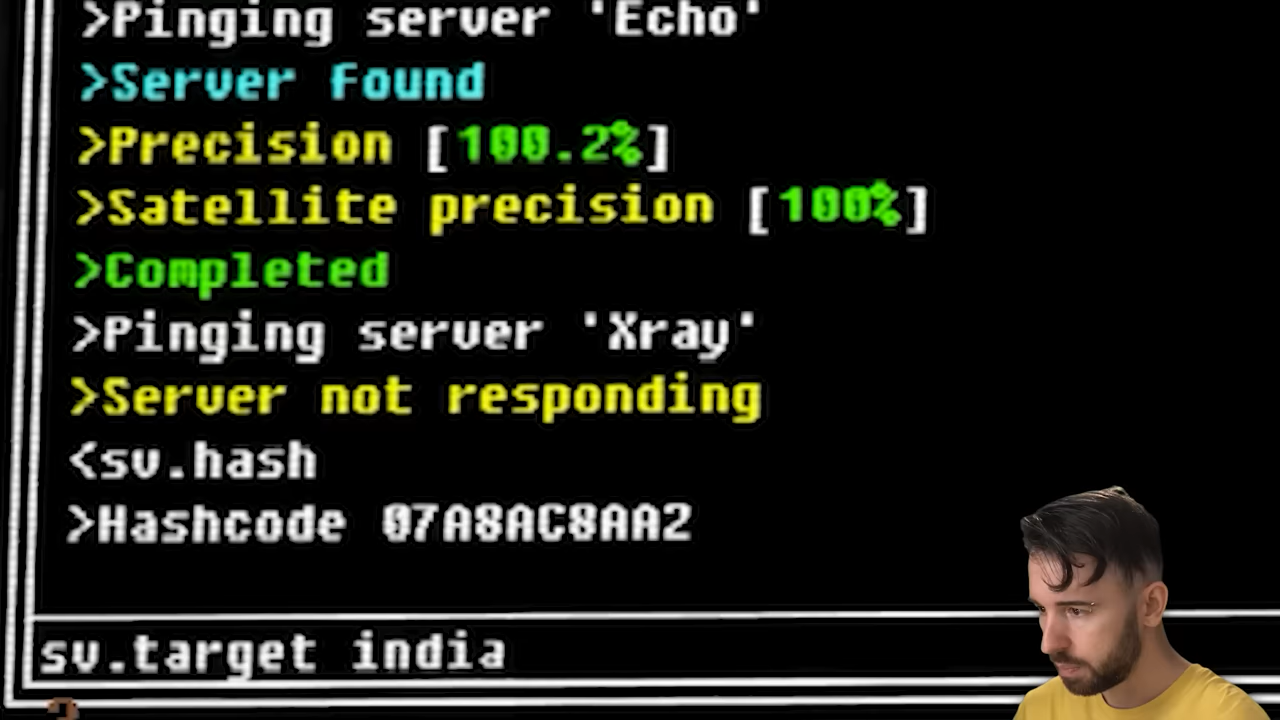 >Pinging server 'Echo'
>Server Found
>Precision [100.2%]
>Satellite precision [100%]
>Completed
>Pinging server 'Xray'
>Server not responding
<sv.hash
>Hashcode 07A8AC8AA2
sv.target india